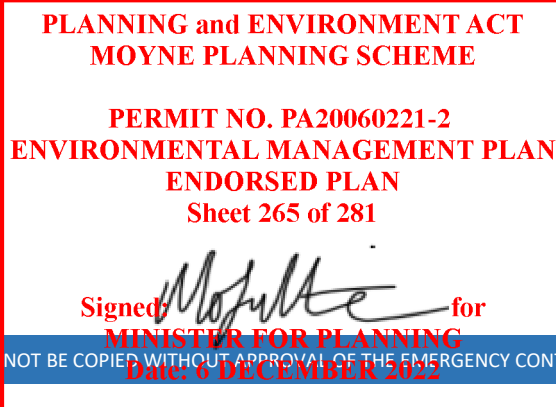 PLANNING and ENVIRONMENT ACT
MOYNE PLANNING SCHEME
PERMIT NO. PA20060221-2
ENVIRONMENTAL MANAGEMENT PLAN
ENDORSED PLAN
Sheet 265 of 281
Signed: for
MINISTER FOR PLANNING
NOT BE COPIED WITHOUT APPROVAL OF THE EMERGENCY CONT
Date: 6 DECEMBER 2022